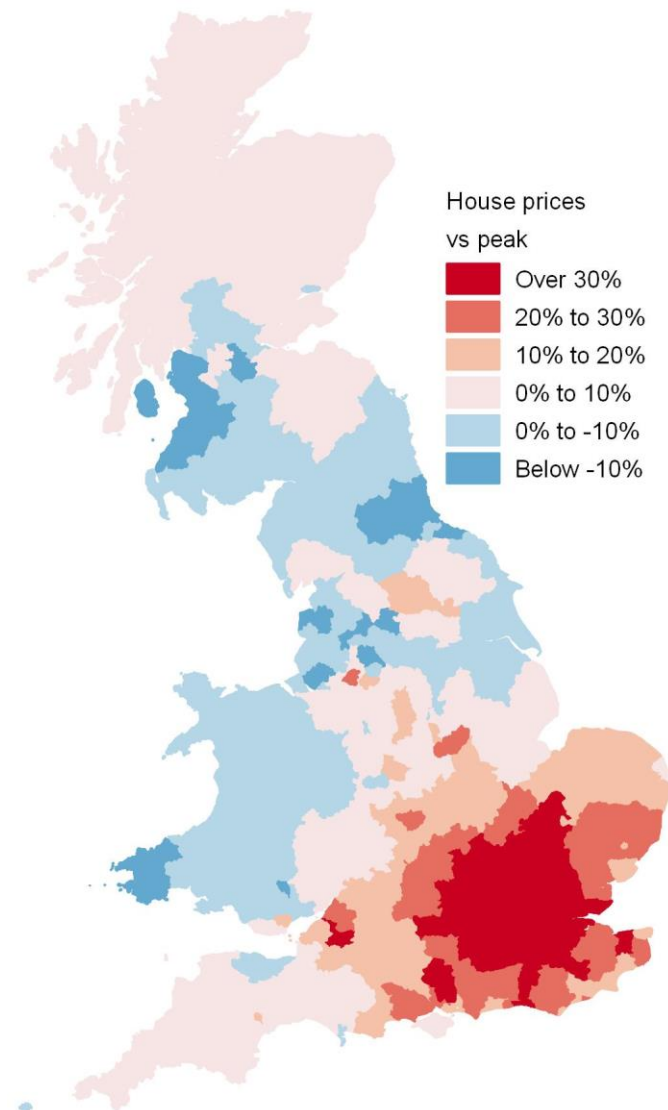 House prices
vs peak
Over 30%
20% to 30%
10% to 20%
0% to 10%
0% to -10%
Below -10%